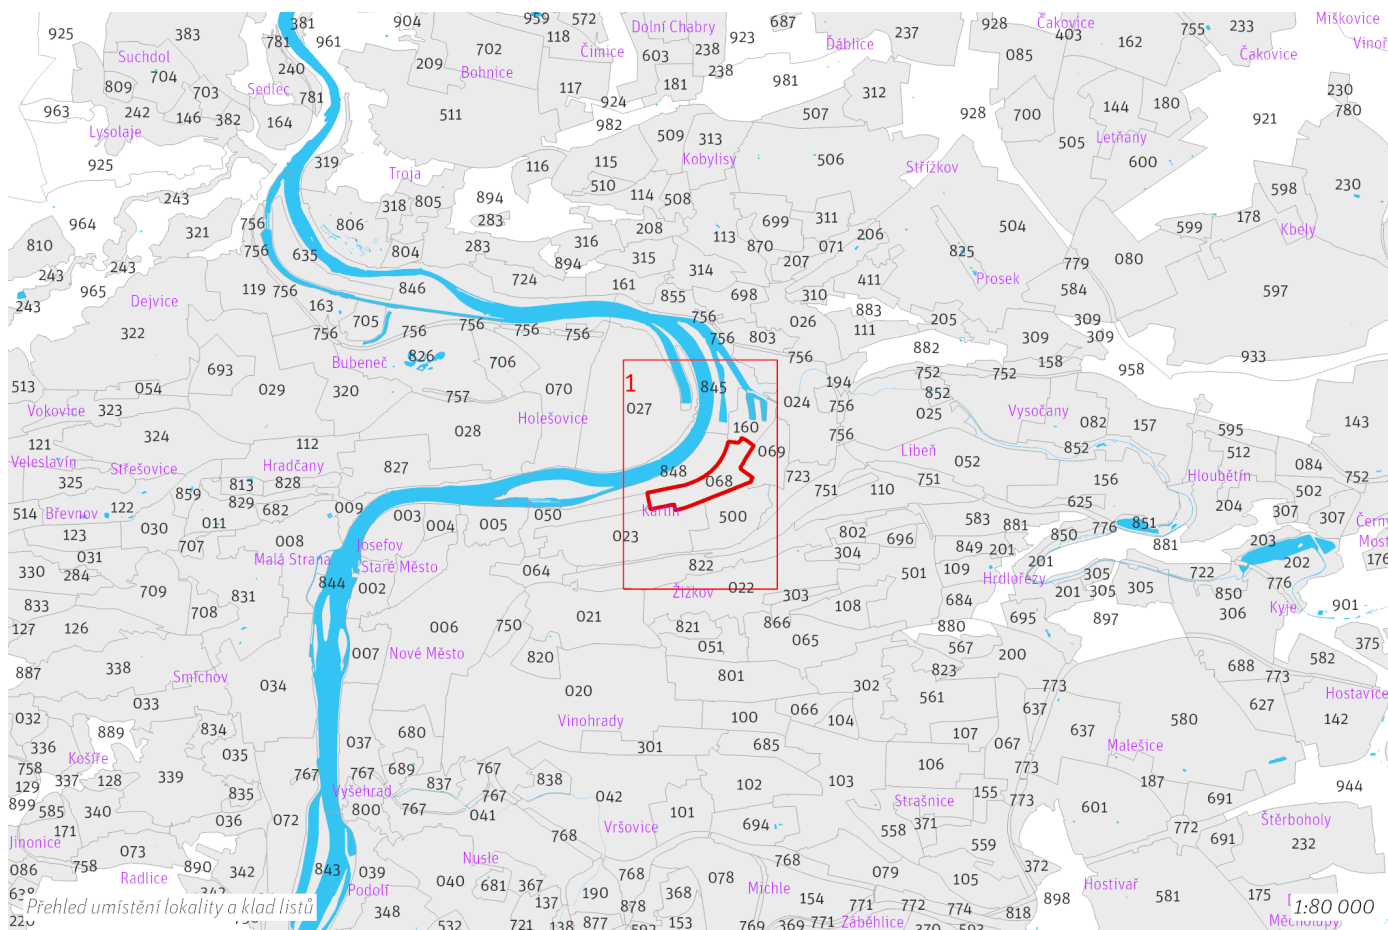 381 904 959 572 687 928 Čakovice 755 233 Miškovice
925 383 781 961 118 Dolní Chabry 923 Ďáblice 237 403 162 Vinoř
Suchdol 702 Čimice 603 238 085 Čakovice
704 240 209 Bohnice 238 981
809 703 Sedlec 781 117 181 312 230
963 242 146 382 164 511 924 507 928 700 144 180 921 780
Lysolaje 982 509 313 505 Letňany
925 319 116 115 Kobylisy 506 Střížkov 600
Troja 510 114 508 598 230
243 318 805 894 283 699 311 178
964 321 756 806 208 113 870 071 206 504 599 Kbely
810 756 635 804 283 316 315 207 825 779 080
243 243 894 314 411 Prosek
243 965 119 756 846 724 161 855 698 310 584 597
Dejvice 163 883
322 705 756 756 756 756 756 756 026 111 205 309 309
756 803 309
Bubeneč 826 706 756 882 158 933
693 752 752 958
513 054 029 320 757 070 1 845 194 852
Vokovice 323 Holešovice 027 024 756 025 Vysočany 143
121 324 112 028 160 756 082 157 595
Veleslavín Střešovice Hradčany 827 069 Libeň 852 512
325 813 828 848 068 723 052 156 Hloubětín 084 752
514 Břevnov 122 859 829 682 009 003 050 Karlín 751 110 751 625 204 502
123 030 011 004 005 500 583 881 776 851 307 307 Černý
707 008 Josefov 023 802 696 850 881 203 Most
031 Malá Strana Staré Město 822 304 849 201 201 202 176
330 284 844 064 501 109 Hrdlořezy 305 722 776
709 831 002 Žižkov 022 303 201 305 305 850
833 708 021 108 684 306 Kyje 901
127 126 006 750 821 866 880 695 897
007 Nové Město 051 065 567 200 375
887 338 Smíchov 820 801 823 688 582
034 302 773 773
033 020 066 561 637 627 Hostavice
032 Vinohrady 100 104 580 142
889 834 680 107 637
336 035 037 301 685 067 Malešice
Košíře 758 767 767 689 767 106 773
129 337 128 339 837 838 102 103 187 944
899 835 Vyšehrad 767 042 Strašnice 155 773 691
585 340 036 072 800 767 041 101 601
171 694 371 Štěrboholy
Jinonice 768 Vršovice 558 772 691 232
073 Nusle 559
086 758 890 342 843 039 768 768 079 372
Radlice Podolí 040 681 367 078 Michle 105 Hostivař
342 190 368 154 898 581 175
Přehled umístění lokality a klad listů 348 137 878 771 772 774 818 1:80 000
532 721 138 877 153 769 369 771 Záběhlice